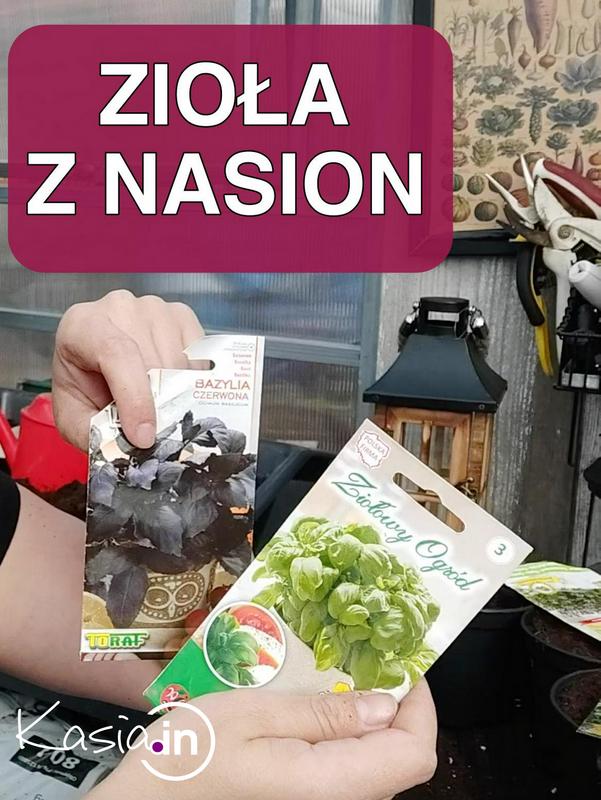 ZIOŁA
Z NASION
BAZYLIA
CZERWONA
OCIMUM BASILICUM
TORAF
POLSKA
FIRMA
Ziołowy Ogród
3
Kasia.in